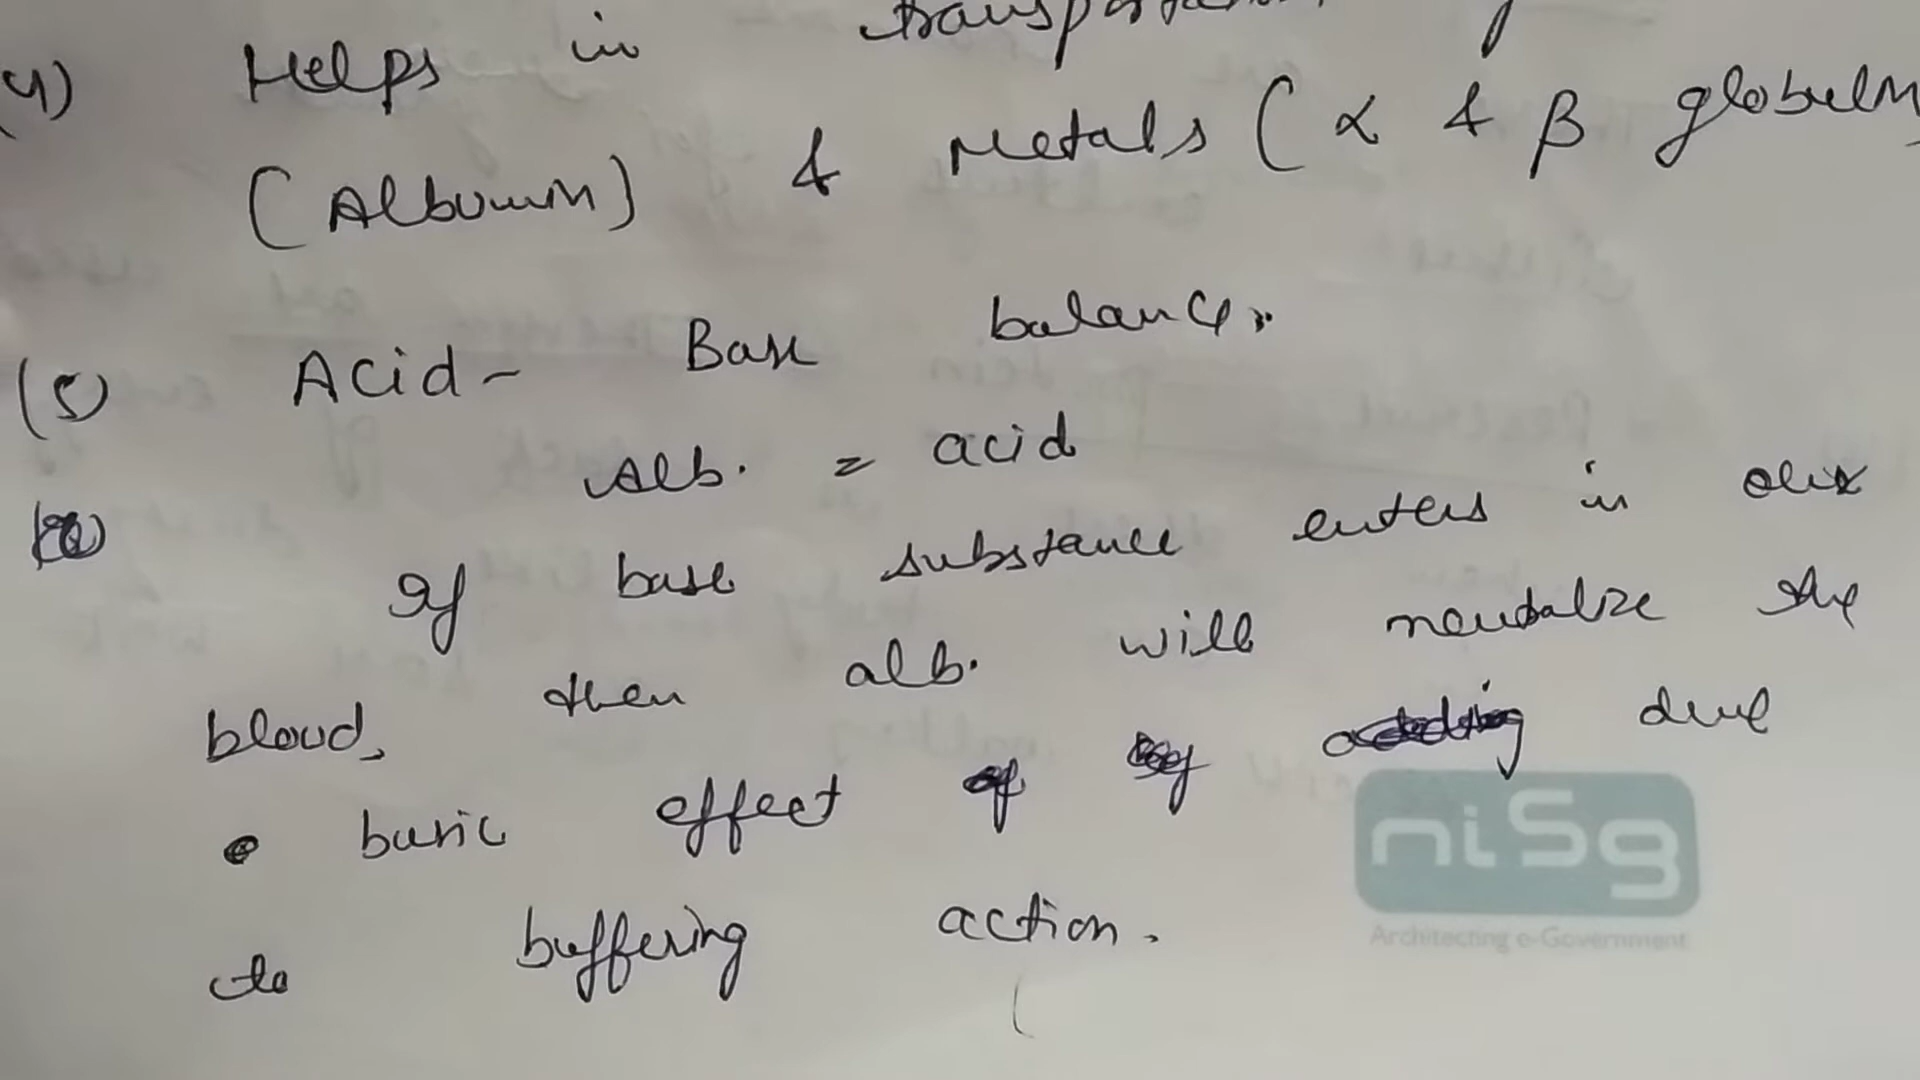 4) Helps in
(Albumin) & Metals ( α & β globulin
(5) Acid - Base balance.
Alb. = acid
If base substance enters in our
blood, then alb. will neutralize the
basic effect due
to buffering action.
niSg
Architecting e-Government